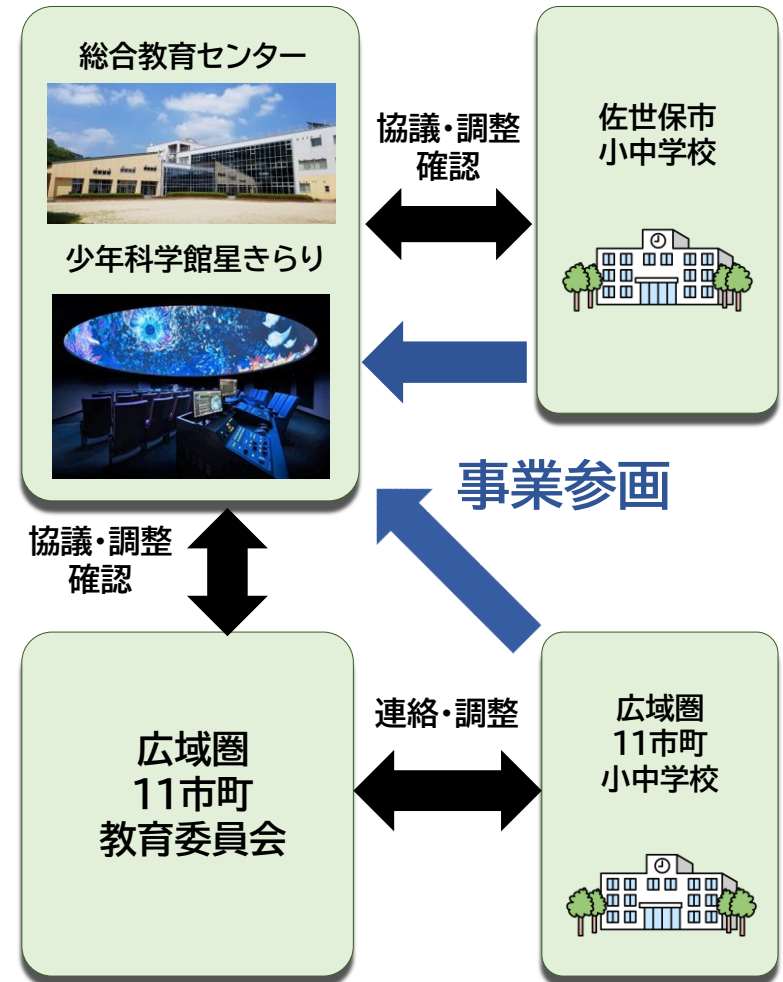 総合教育センター
少年科学館星きらり
協議・調整
確認
佐世保市
小中学校
事業参画
協議・調整
確認
広域圏
11市町
教育委員会
連絡・調整
広域圏
11市町
小中学校